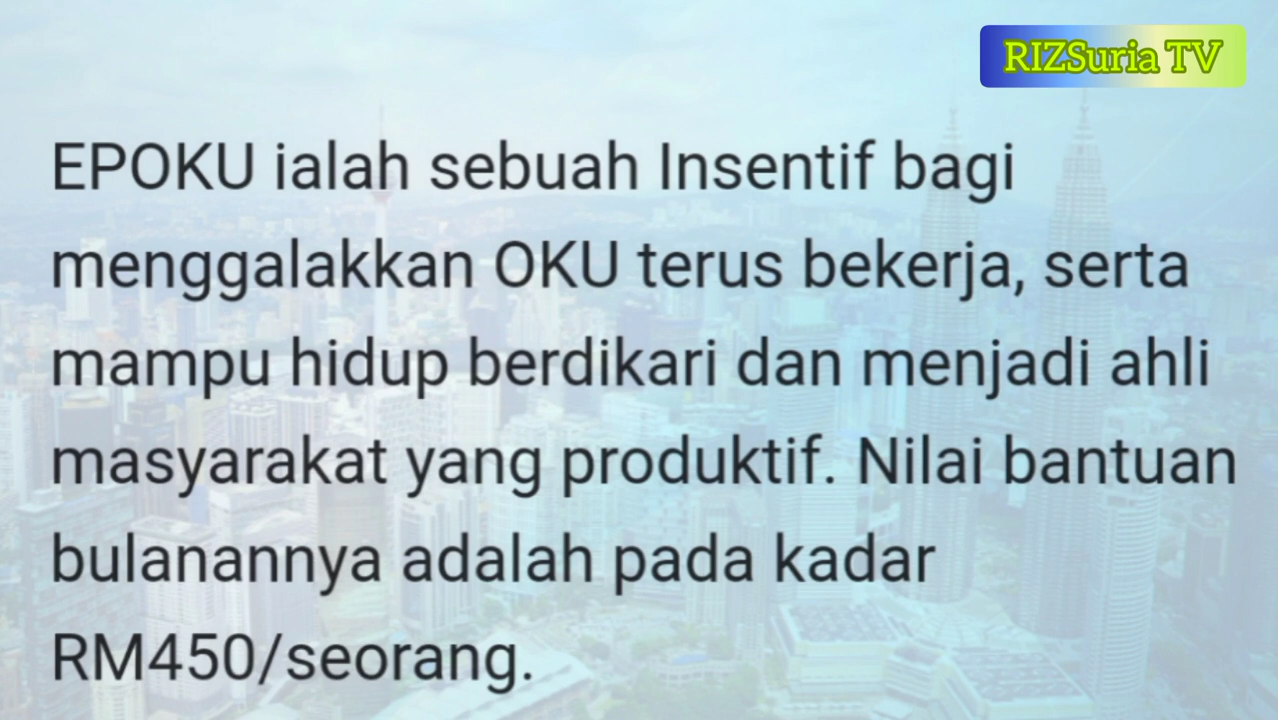 RIZSuria TV
EPOKU ialah sebuah Insentif bagi
menggalakkan OKU terus bekerja, serta
mampu hidup berdikari dan menjadi ahli
masyarakat yang produktif. Nilai bantuan
bulanannya adalah pada kadar
RM450/seorang.